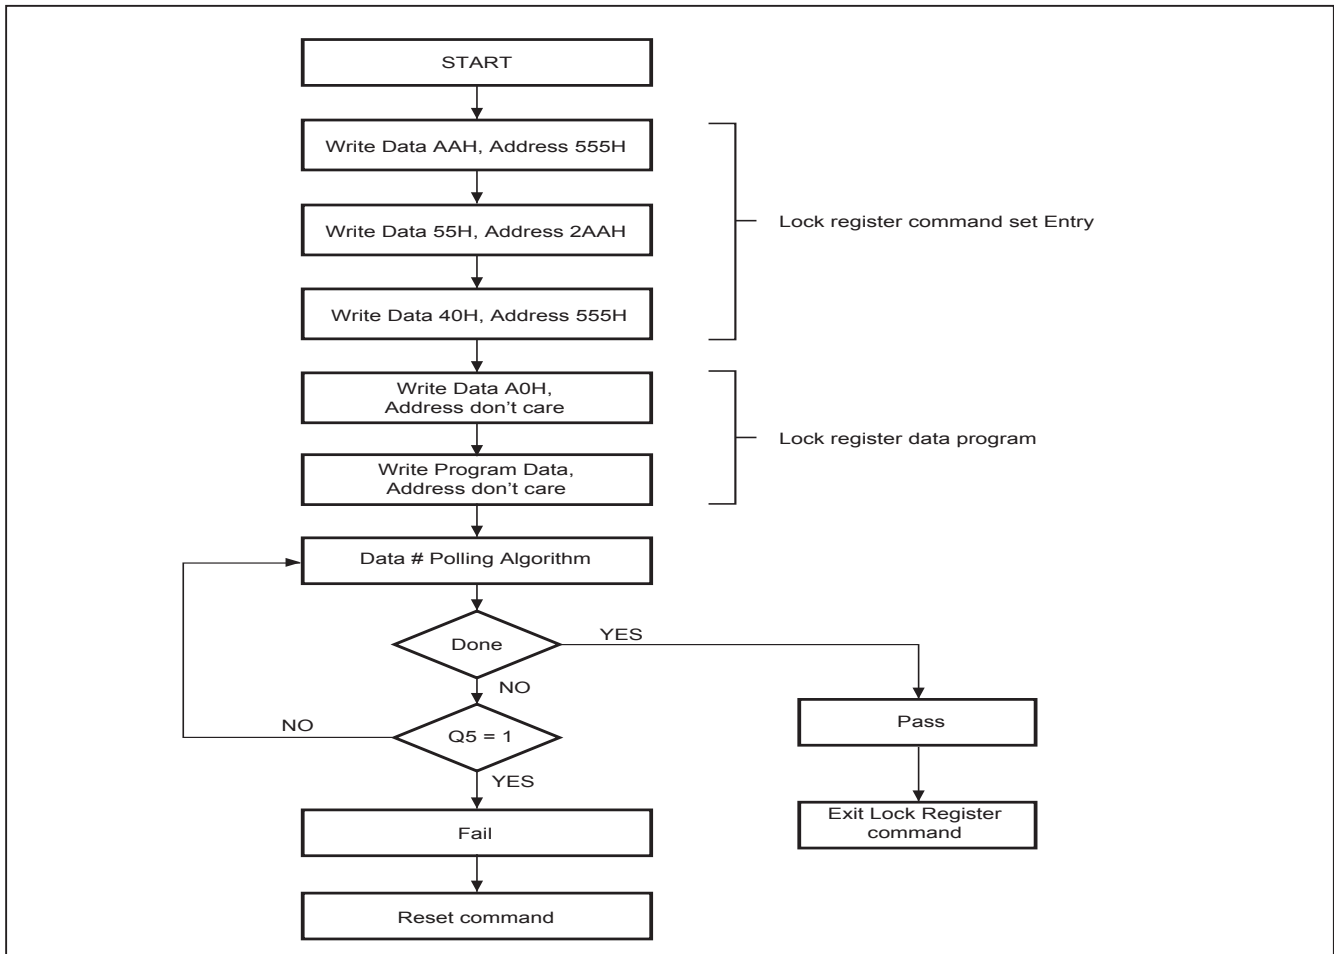 START
Write Data AAH, Address 555H
Write Data 55H, Address 2AAH
Lock register command set Entry
Write Data 40H, Address 555H
Write Data A0H,
Address don't care
Lock register data program
Write Program Data,
Address don't care
Data # Polling Algorithm
Done
YES
NO
Q5 = 1
NO
YES
Pass
Fail
Exit Lock Register
command
Reset command